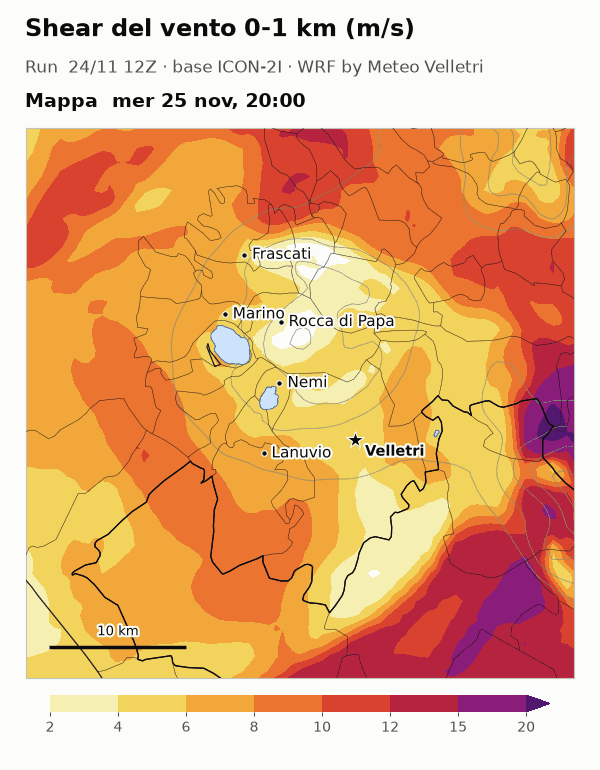 Shear del vento 0-1 km (m/s)
Run  24/11 12Z · base ICON-2I · WRF by Meteo Velletri
Mappa  mer 25 nov, 20:00
Frascati
Marino
Rocca di Papa
Nemi
Velletri
Lanuvio
10 km
2 4 6 8 10 12 15 20